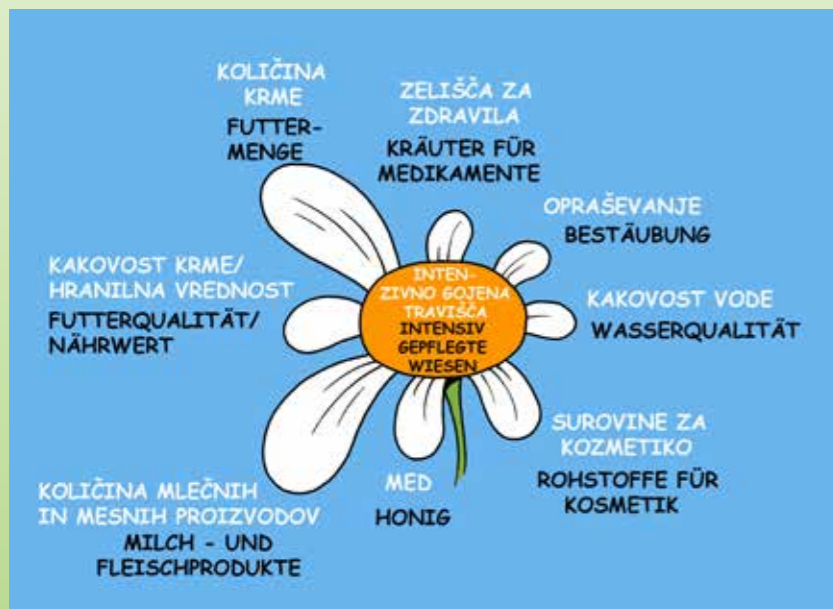 KOLIČINA
KRME
FUTTER-
MENGE
ZELIŠČA ZA
ZDRAVILA
KRÄUTER FÜR
MEDIKAMENTE
OPRAŠEVANJE
BESTÄUBUNG
KAKOVOST KRME/
HRANILNA VREDNOST
FUTTERQUALITÄT/
NÄHRWERT
INTEN-
ZIVNO GOJENA
TRAVIŠČA
INTENSIV
GEPFLEGTE
WIESEN
KAKOVOST VODE
WASSERQUALITÄT
SUROVINE ZA
KOZMETIKO
ROHSTOFFE FÜR
KOSMETIK
MED
HONIG
KOLIČINA MLEČNIH
IN MESNIH PROIZVODOV
MILCH - UND
FLEISCHPRODUKTE